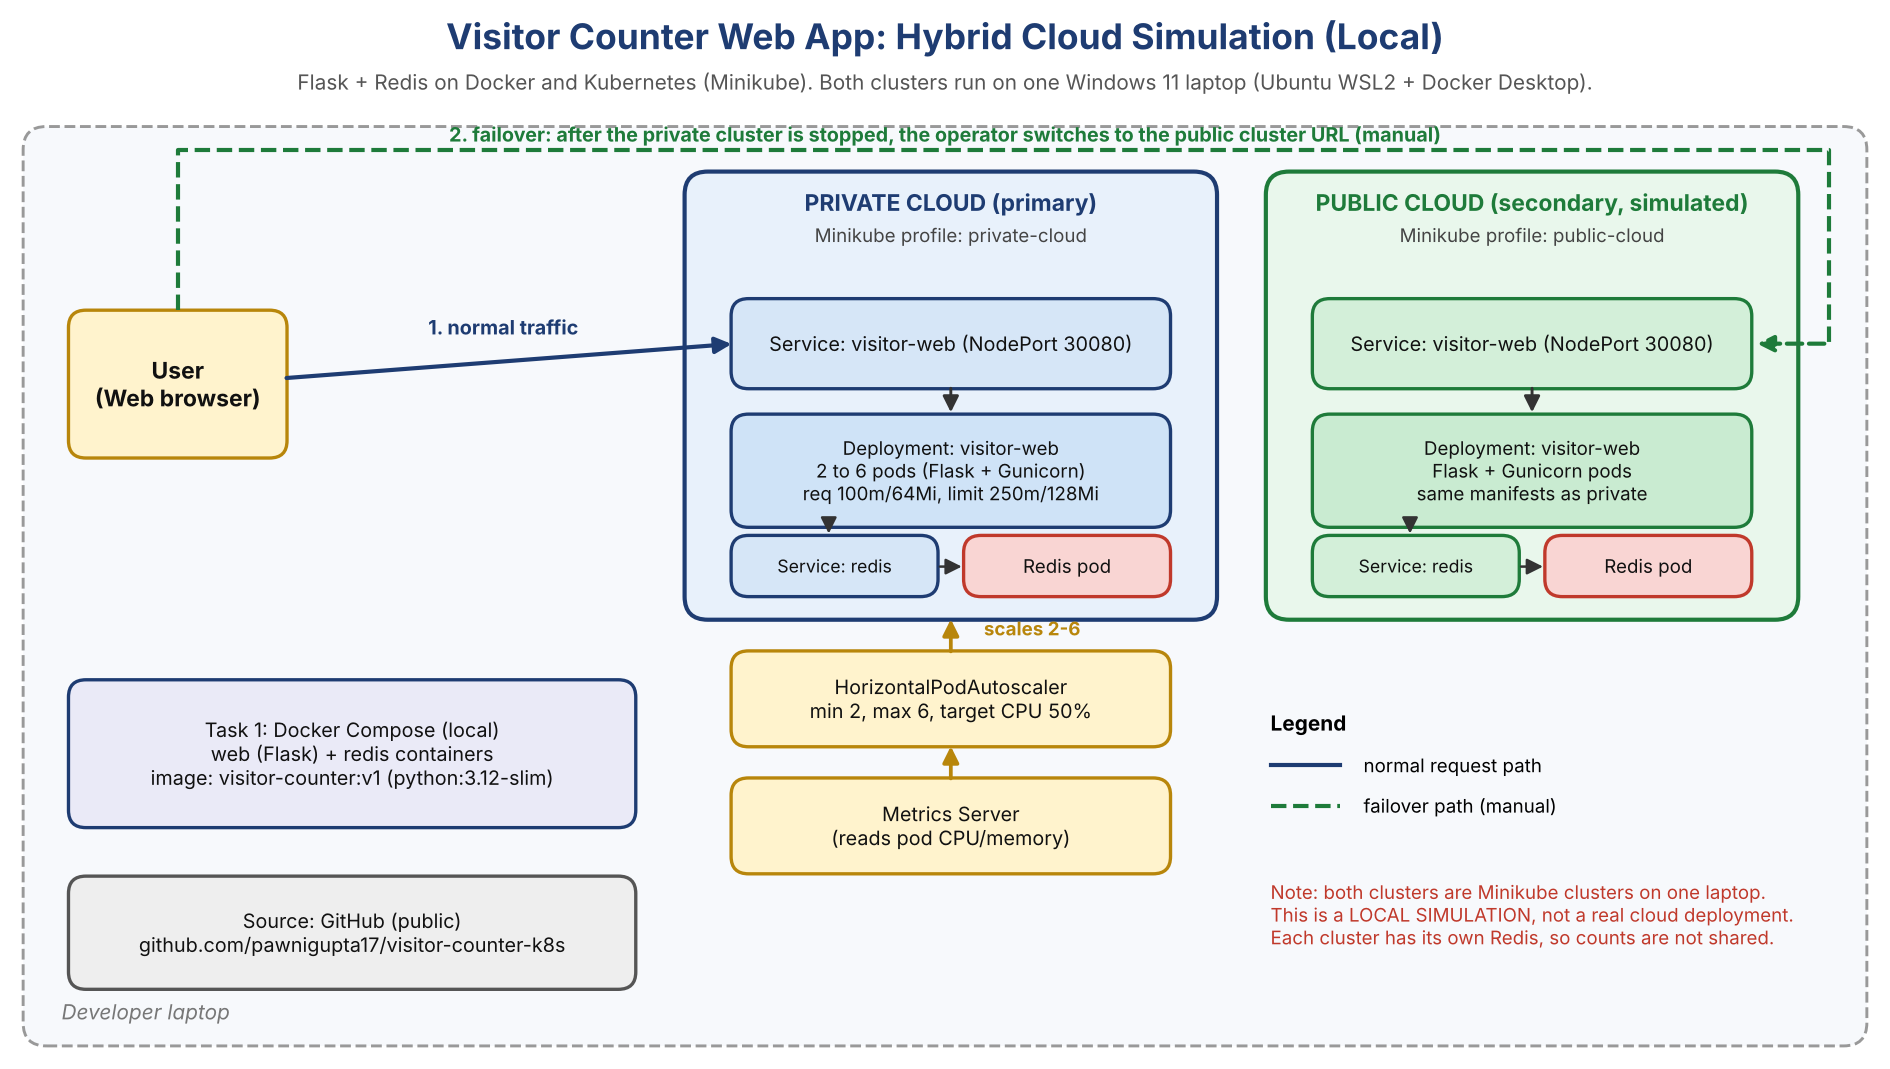 Visitor Counter Web App: Hybrid Cloud Simulation (Local)
Flask + Redis on Docker and Kubernetes (Minikube). Both clusters run on one Windows 11 laptop (Ubuntu WSL2 + Docker Desktop).
2. failover: after the private cluster is stopped, the operator switches to the public cluster URL (manual)
User
(Web browser)
1. normal traffic
PRIVATE CLOUD (primary)
Minikube profile: private-cloud
Service: visitor-web (NodePort 30080)
Deployment: visitor-web
2 to 6 pods (Flask + Gunicorn)
req 100m/64Mi, limit 250m/128Mi
Service: redis
Redis pod
PUBLIC CLOUD (secondary, simulated)
Minikube profile: public-cloud
Service: visitor-web (NodePort 30080)
Deployment: visitor-web
Flask + Gunicorn pods
same manifests as private
Service: redis
Redis pod
scales 2-6
HorizontalPodAutoscaler
min 2, max 6, target CPU 50%
Metrics Server
(reads pod CPU/memory)
Task 1: Docker Compose (local)
web (Flask) + redis containers
image: visitor-counter:v1 (python:3.12-slim)
Source: GitHub (public)
github.com/pawnigupta17/visitor-counter-k8s
Developer laptop
Legend
normal request path
failover path (manual)
Note: both clusters are Minikube clusters on one laptop.
This is a LOCAL SIMULATION, not a real cloud deployment.
Each cluster has its own Redis, so counts are not shared.